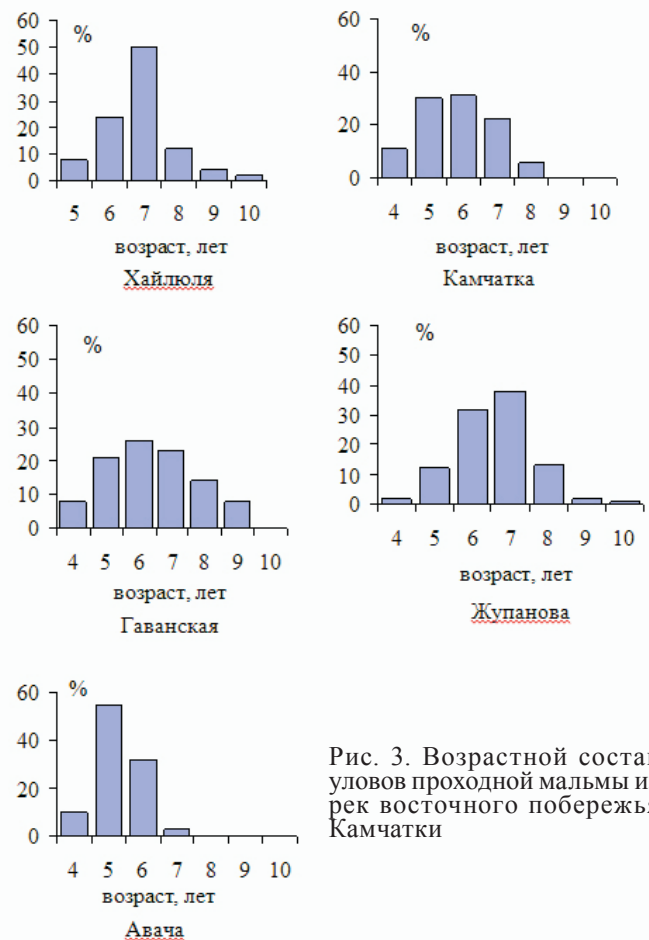 60
%
50
40
30
20
10
0
5 6 7 8 9 10
возраст, лет
Хайлюля
60
%
40
20
0
4 5 6 7 8 9 10
возраст, лет
Камчатка
60
50
%
40
30
20
10
0
4 5 6 7 8 9 10
возраст, лет
Гаванская
60
%
50
40
30
20
10
0
4 5 6 7 8 9 10
возраст, лет
Жупанова
60
%
40
20
0
4 5 6 7 8 9 10
возраст, лет
Авача
Рис. 3. Возрастной состав
уловов проходной мальмы и
рек восточного побережья
Камчатки